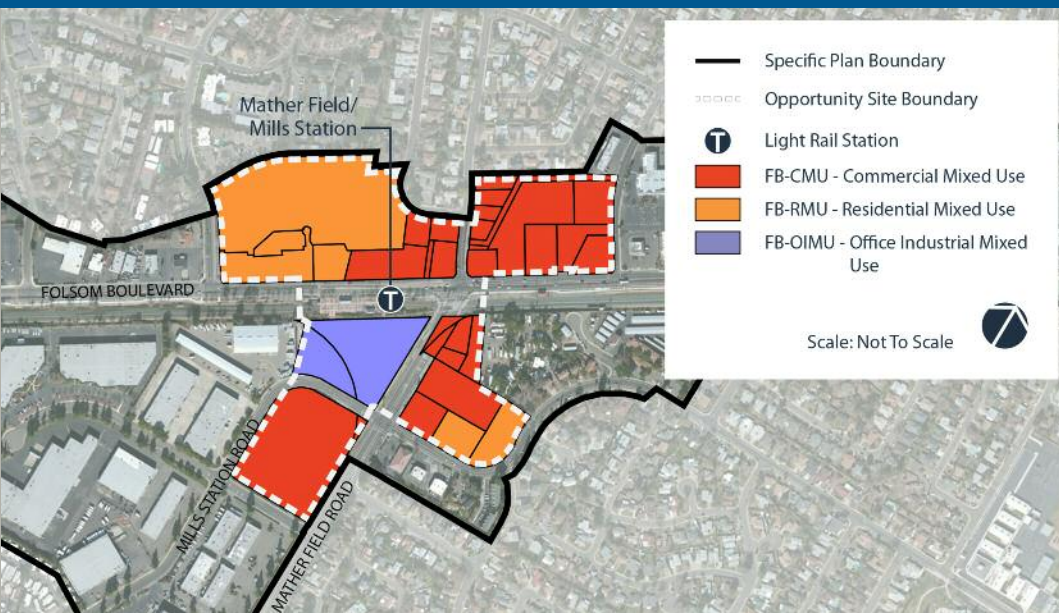 Mather Field/
Mills Station
T
FOLSOM BOULEVARD
MILLS STATION ROAD
MATHER FIELD ROAD
Specific Plan Boundary
Opportunity Site Boundary
T
Light Rail Station
FB-CMU - Commercial Mixed Use
FB-RMU - Residential Mixed Use
FB-OIMU - Office Industrial Mixed
Use
Scale: Not To Scale